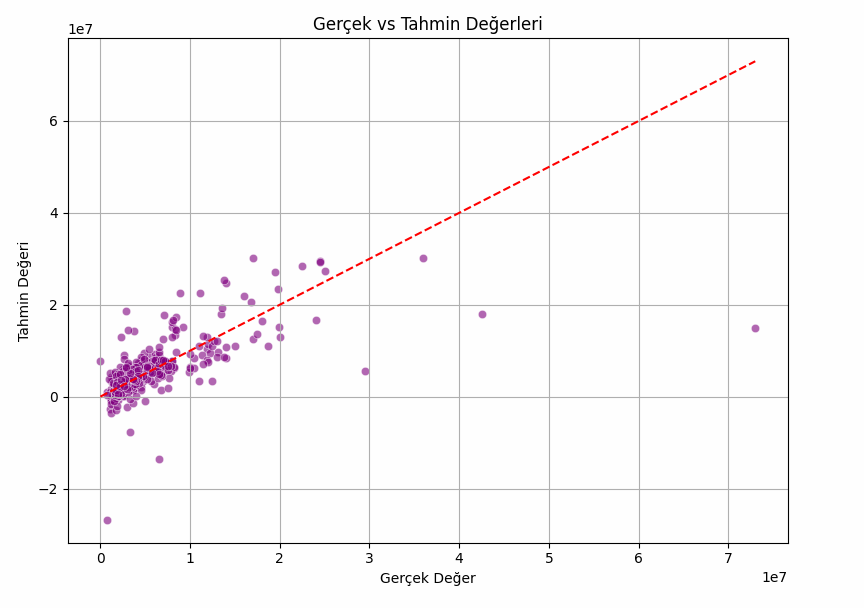 Gerçek vs Tahmin Değerleri
1e7
6
4
2
0
−2
Tahmin Değeri
0 1 2 3 4 5 6 7
1e7
Gerçek Değer